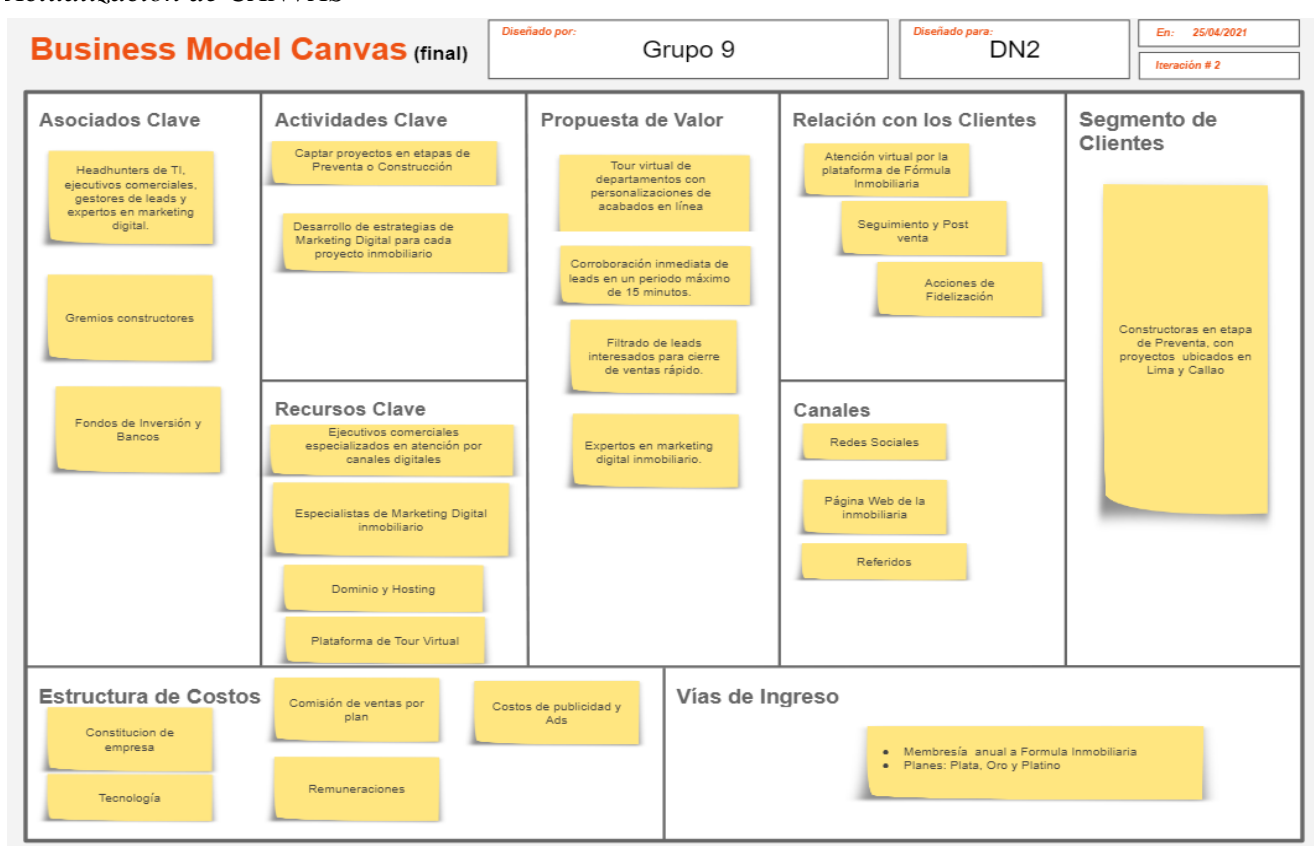 Business Model Canvas (final)
Diseñado por:
Grupo 9
Diseñado para:
DN2
En: 25/04/2021
Iteración # 2
Asociados Clave
Headhunters de TI,
ejecutivos comerciales,
gestores de leads y
expertos en marketing
digital.
Gremios constructores
Fondos de Inversión y
Bancos
Actividades Clave
Captar proyectos en etapas de
Preventa o Construcción
Desarrollo de estrategias de
Marketing Digital para cada
proyecto inmobiliario
Recursos Clave
Ejecutivos comerciales
especializados en atención por
canales digitales
Especialistas de Marketing Digital
inmobiliario
Dominio y Hosting
Plataforma de Tour Virtual
Propuesta de Valor
Tour virtual de
departamentos con
personalizaciones de
acabados en línea
Corroboración inmediata de
leads en un periodo máximo
de 15 minutos.
Filtrado de leads
interesados para cierre
de ventas rápido.
Expertos en marketing
digital inmobiliario.
Relación con los Clientes
Atención virtual por la
plataforma de Fórmula
Inmobiliaria
Seguimiento y Post
venta
Acciones de
Fidelización
Canales
Redes Sociales
Página Web de la
inmobiliaria
Referidos
Segmento de
Clientes
Constructoras en etapa
de Preventa, con
proyectos ubicados en
Lima y Callao
Estructura de Costos
Constitucion de
empresa
Tecnología
Comisión de ventas por
plan
Remuneraciones
Costos de publicidad y
Ads
Vías de Ingreso
● Membresía anual a Formula Inmobiliaria
● Planes: Plata, Oro y Platino